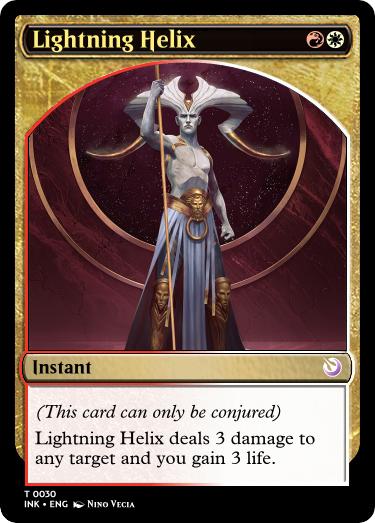 Lightning Helix
Instant
(This card can only be conjured)
Lightning Helix deals 3 damage to
any target and you gain 3 life.
T 0030
INK • ENG Nino Vecia